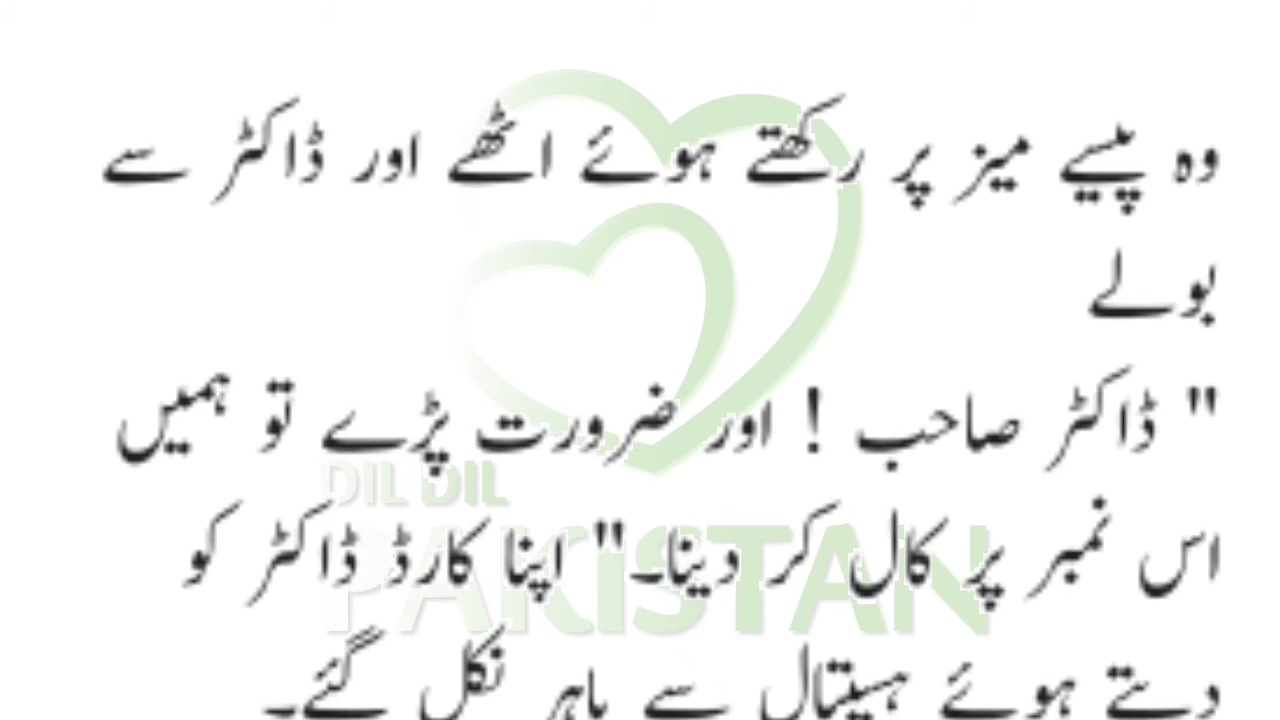 وہ پیسے میز پر رکھتے ہوئے اٹھے اور ڈاکٹر سے
بولے
" ڈاکٹر صاحب ! اور ضرورت پڑے تو ہمیں
اس نمبر پر کال کر دینا۔" اپنا کارڈ ڈاکٹر کو
دیتے ہوئے ہسپتال سے باہر نکل گئے۔
DIL DIL
PAKISTAN